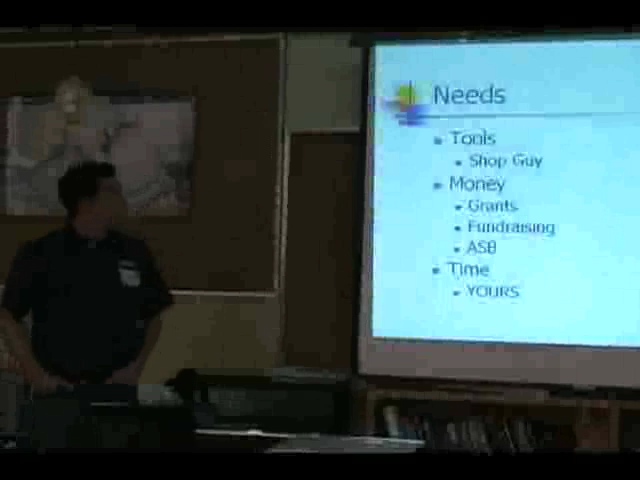 Needs
Tools
Shop Guy
Money
Grants
Fundraising
ASB
Time
YOURS